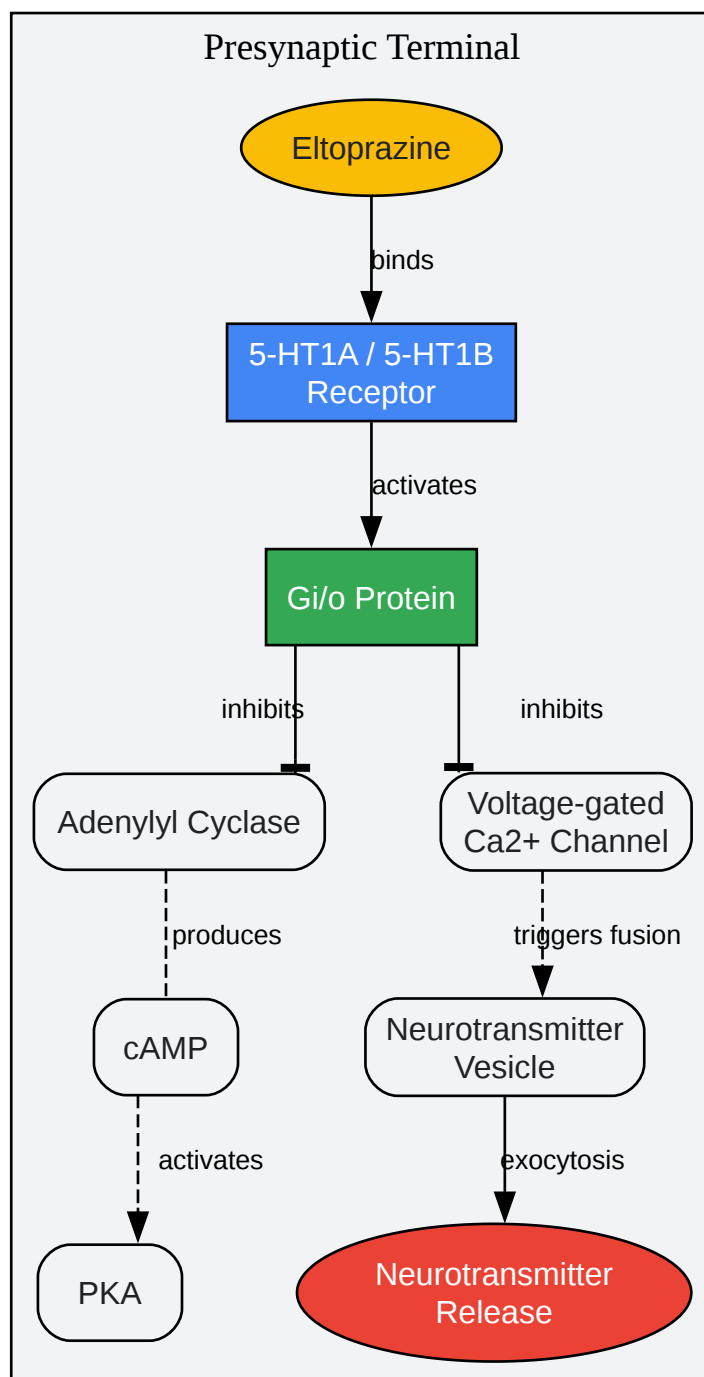 Presynaptic Terminal
Eltoprazine
binds
5-HT1A / 5-HT1B
Receptor
activates
Gi/o Protein
inhibits
inhibits
Adenylyl Cyclase
Voltage-gated
Ca2+ Channel
produces
triggers fusion
cAMP
Neurotransmitter
Vesicle
activates
exocytosis
PKA
Neurotransmitter
Release